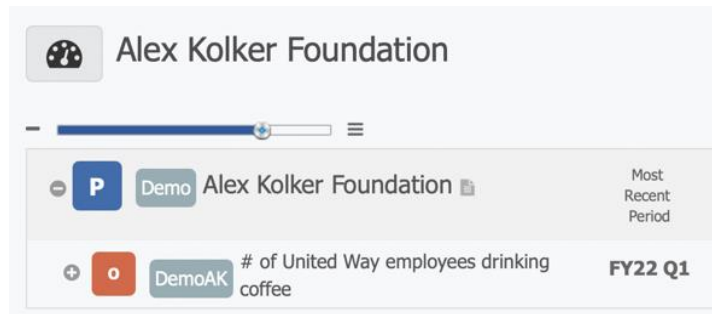 Alex Kolker Foundation
P Demo Alex Kolker Foundation
Most
Recent
Period
o DemoAK # of United Way employees drinking
coffee
FY22 Q1